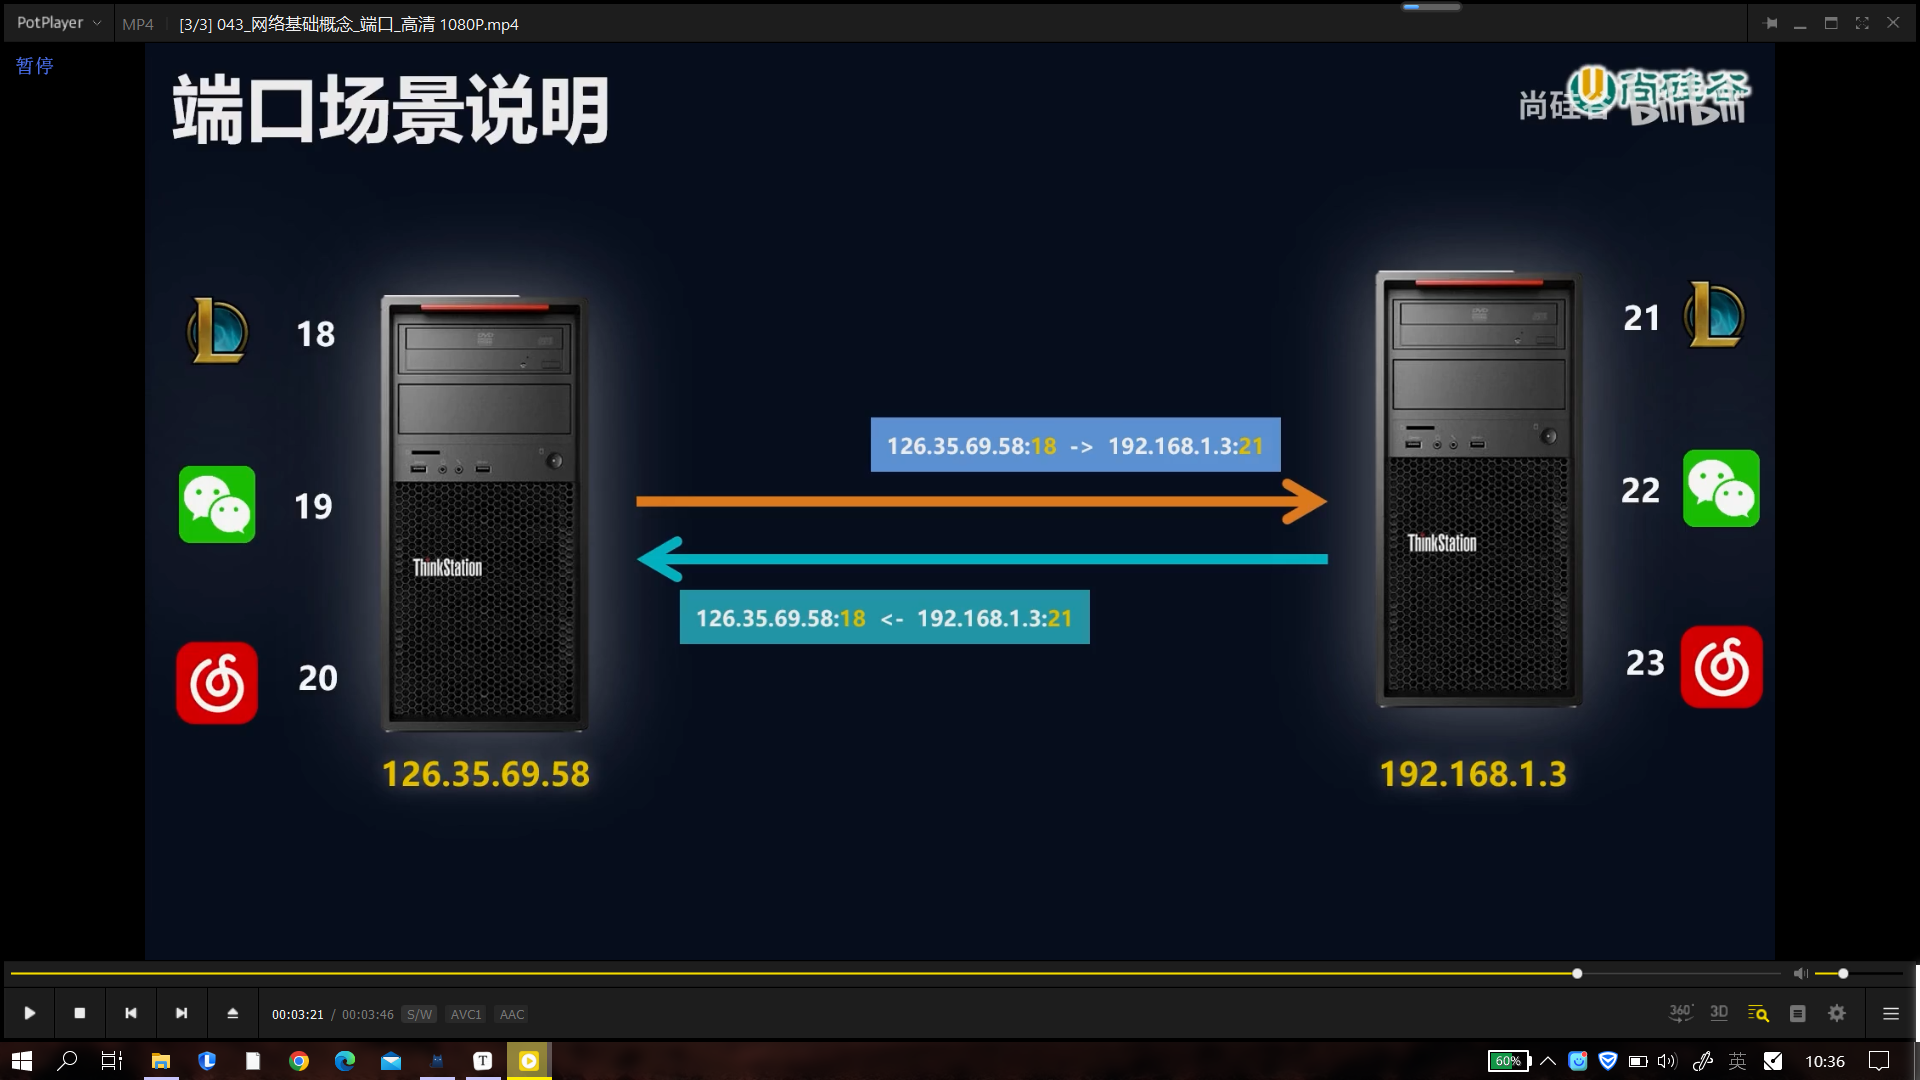 PotPlayer
MP4
[3/3] 043_网络基础概念_端口_高清 1080P.mp4
暂停
端口场景说明
尚硅谷
尚硅谷
bilibili
18
21
126.35.69.58:18 -> 192.168.1.3:21
19
22
ThinkStation
ThinkStation
126.35.69.58:18 <- 192.168.1.3:21
20
23
126.35.69.58
192.168.1.3
00:03:21 / 00:03:46 S/W AVC1 AAC
360°
3D
60%
英
10:36